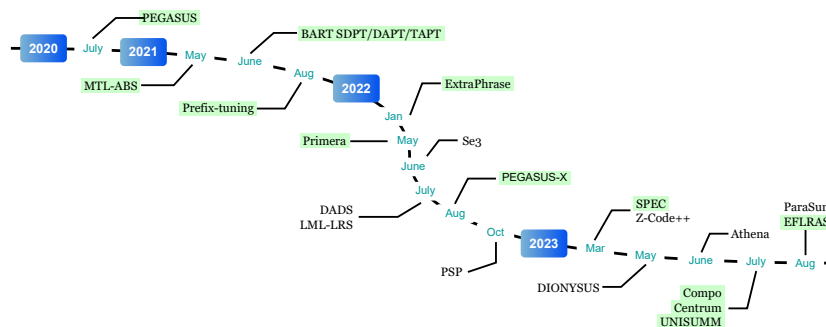 PEGASUS
2020
July
2021
May
MTL-ABS
June
BART SDPT/DAPT/TAPT
Aug
Prefix-tuning
2022
Jan
ExtraPhrase
May
Primera
June
Se3
July
DADS
LML-LRS
Aug
PEGASUS-X
Oct
PSP
2023
Mar
SPEC
Z-Code++
May
DIONYSUS
June
Athena
July
Compo
Centrum
UNISUMM
Aug